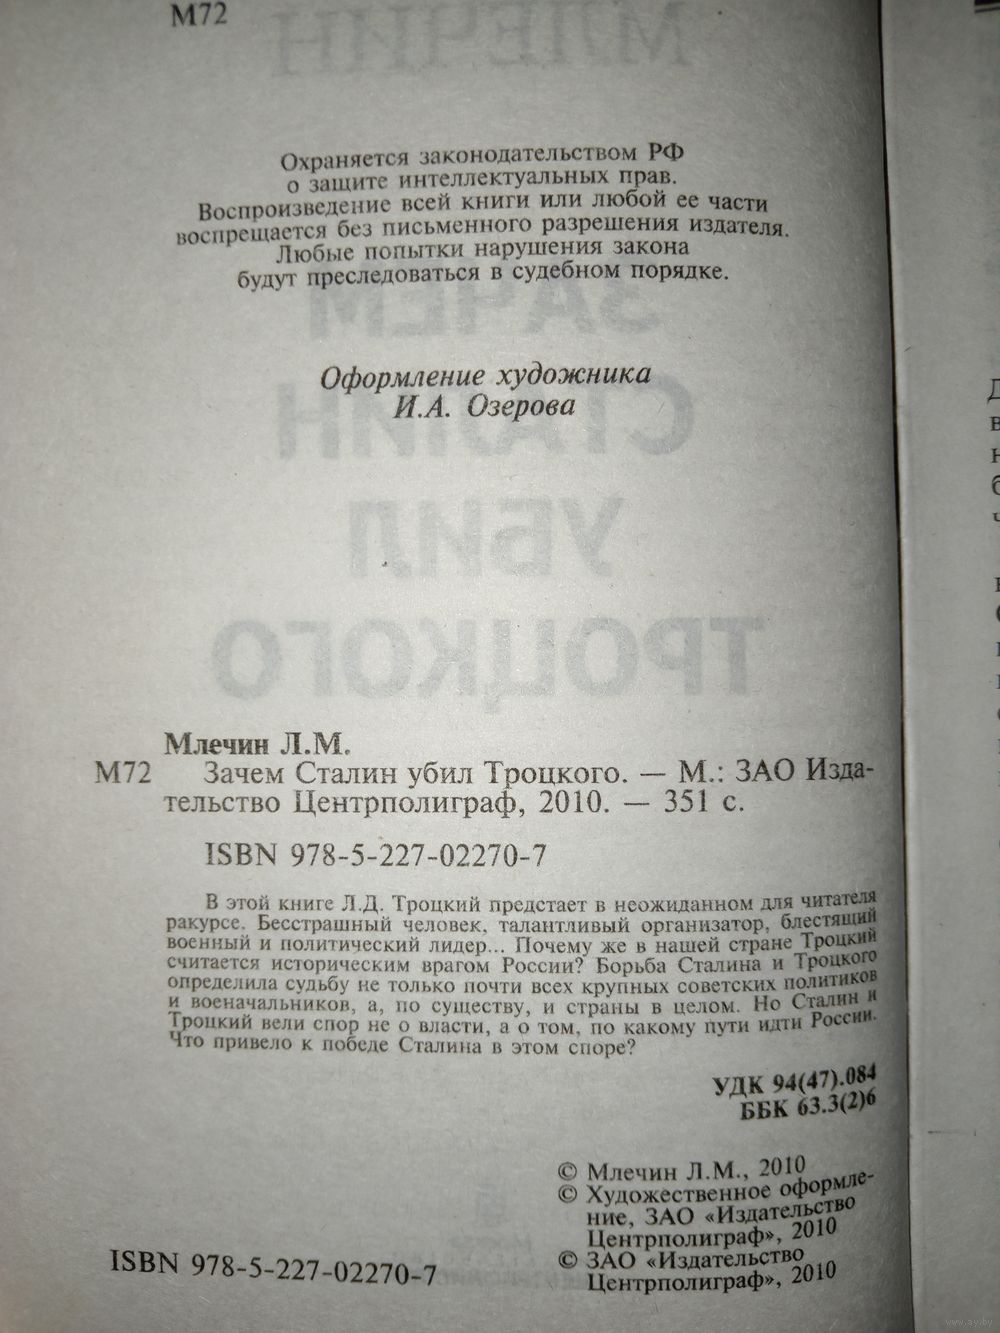 М72
Охраняется законодательством РФ
о защите интеллектуальных прав.
Воспроизведение всей книги или любой ее части
воспрещается без письменного разрешения издателя.
Любые попытки нарушения закона
будут преследоваться в судебном порядке.
Оформление художника
И.А. Озерова
Млечин Л.М.
М72 Зачем Сталин убил Троцкого. — М.: ЗАО Изда-
тельство Центрполиграф, 2010. — 351 с.
ISBN 978-5-227-02270-7
В этой книге Л.Д. Троцкий предстает в неожиданном для читателя
ракурсе. Бесстрашный человек, талантливый организатор, блестящий
военный и политический лидер... Почему же в нашей стране Троцкий
считается историческим врагом России? Борьба Сталина и Троцкого
определила судьбу не только почти всех крупных советских политиков
и военачальников, а, по существу, и страны в целом. Но Сталин и
Троцкий вели спор не о власти, а о том, по какому пути идти России.
Что привело к победе Сталина в этом споре?
УДК 94(47).084
ББК 63.3(2)6
© Млечин Л.М., 2010
© Художественное оформле-
ние, ЗАО «Издательство
Центрполиграф», 2010
© ЗАО «Издательство
Центрполиграф», 2010
ISBN 978-5-227-02270-7
www.ay.by